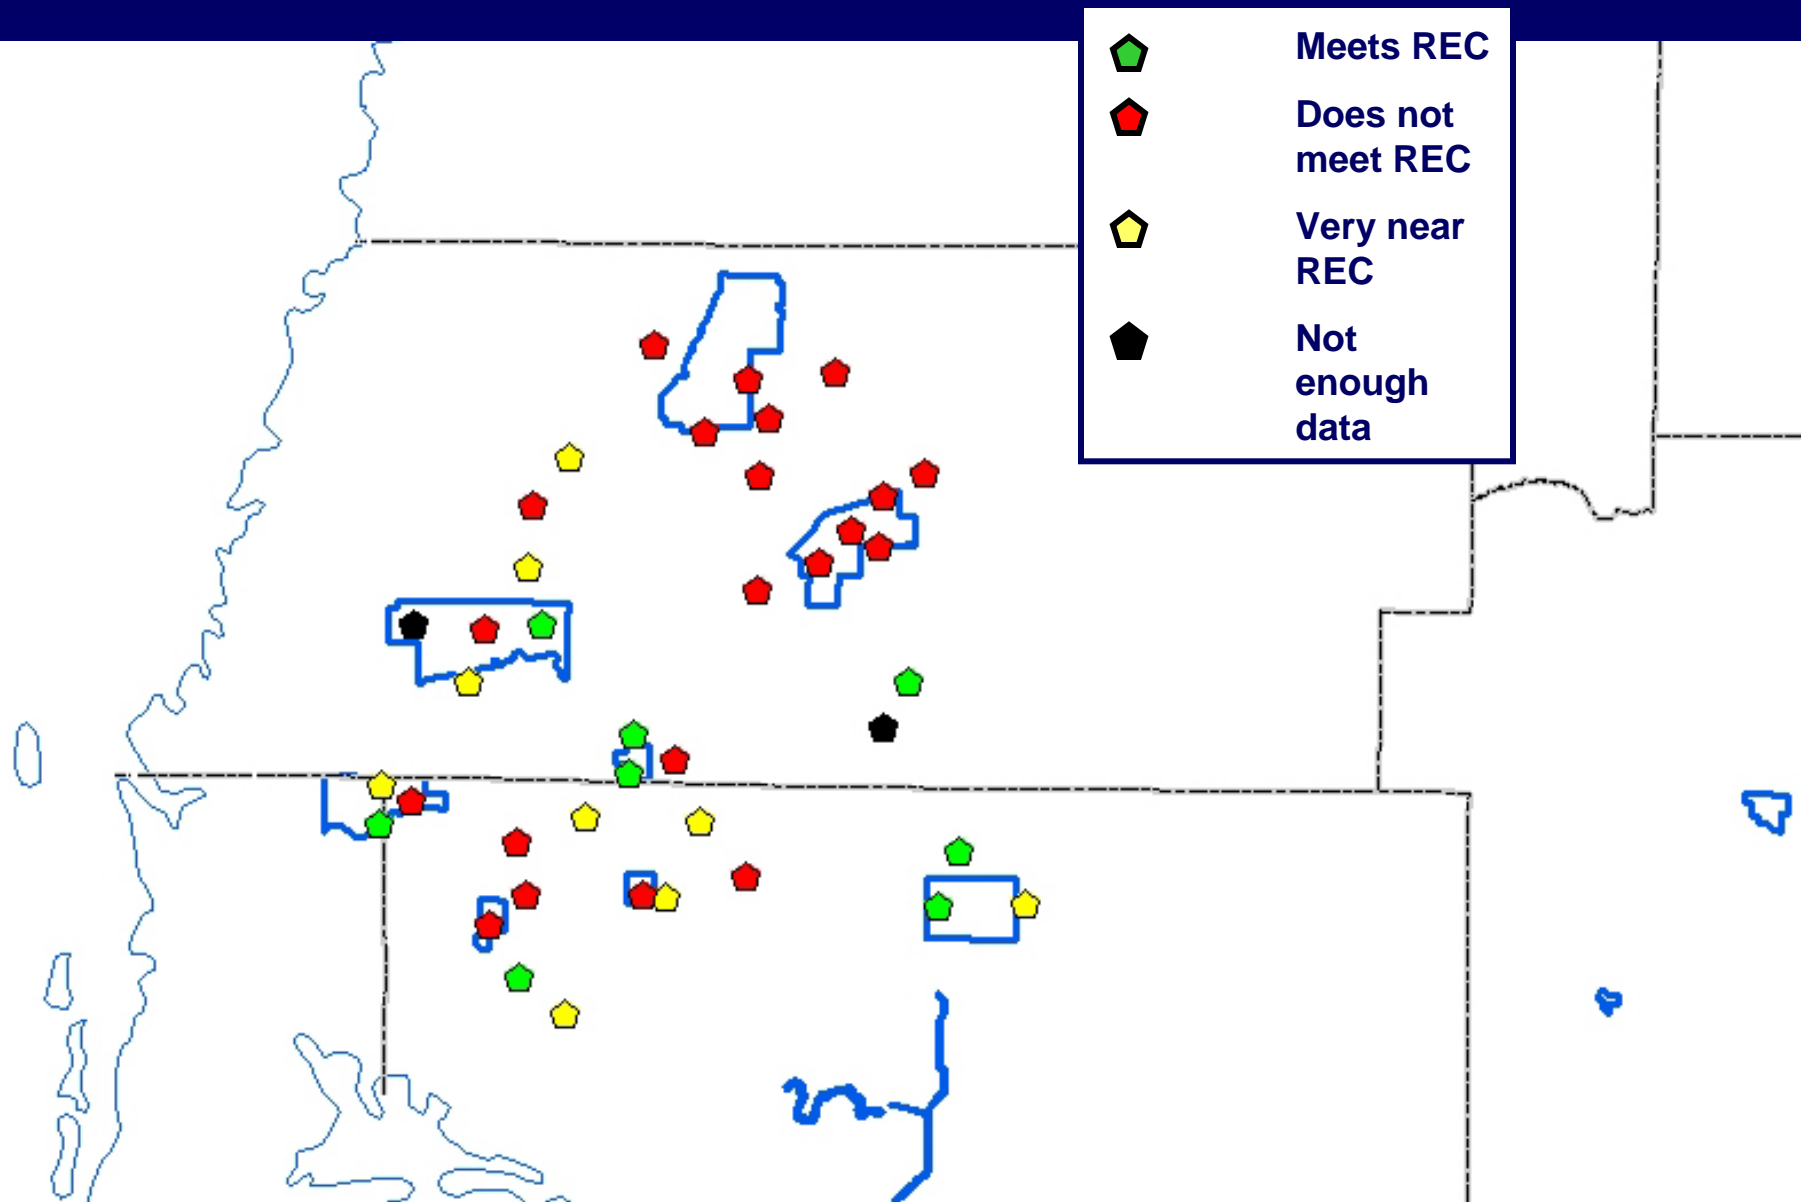 Meets REC
Does not
meet REC
Very near
REC
Not
enough
data